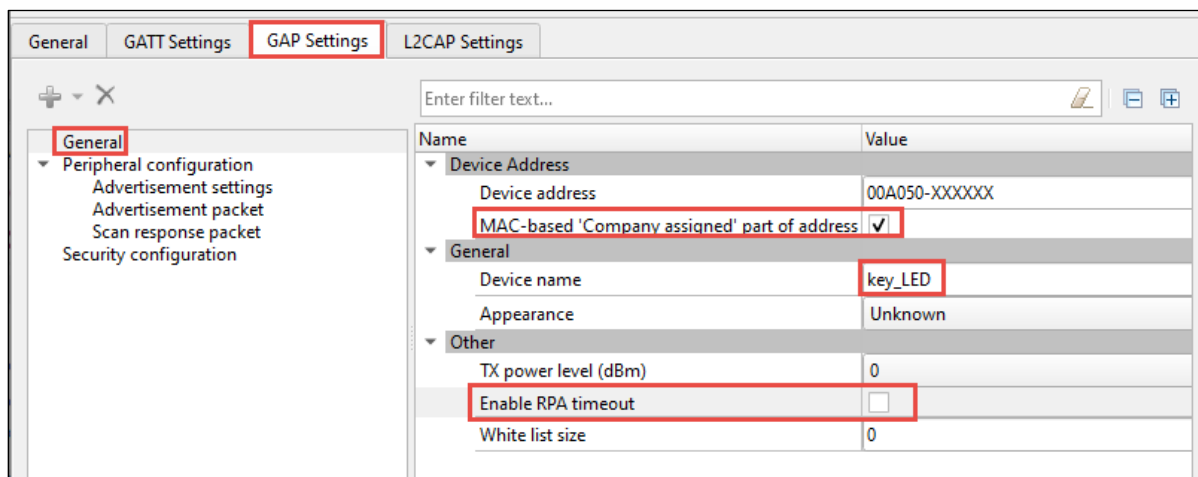 General GATT Settings GAP Settings L2CAP Settings
Enter filter text...
General
Peripheral configuration
Advertisement settings
Advertisement packet
Scan response packet
Security configuration
Name Value
Device Address
Device address 00A050-XXXXXX
MAC-based 'Company assigned' part of address
General
Device name key_LED
Appearance Unknown
Other
TX power level (dBm) 0
Enable RPA timeout
White list size 0